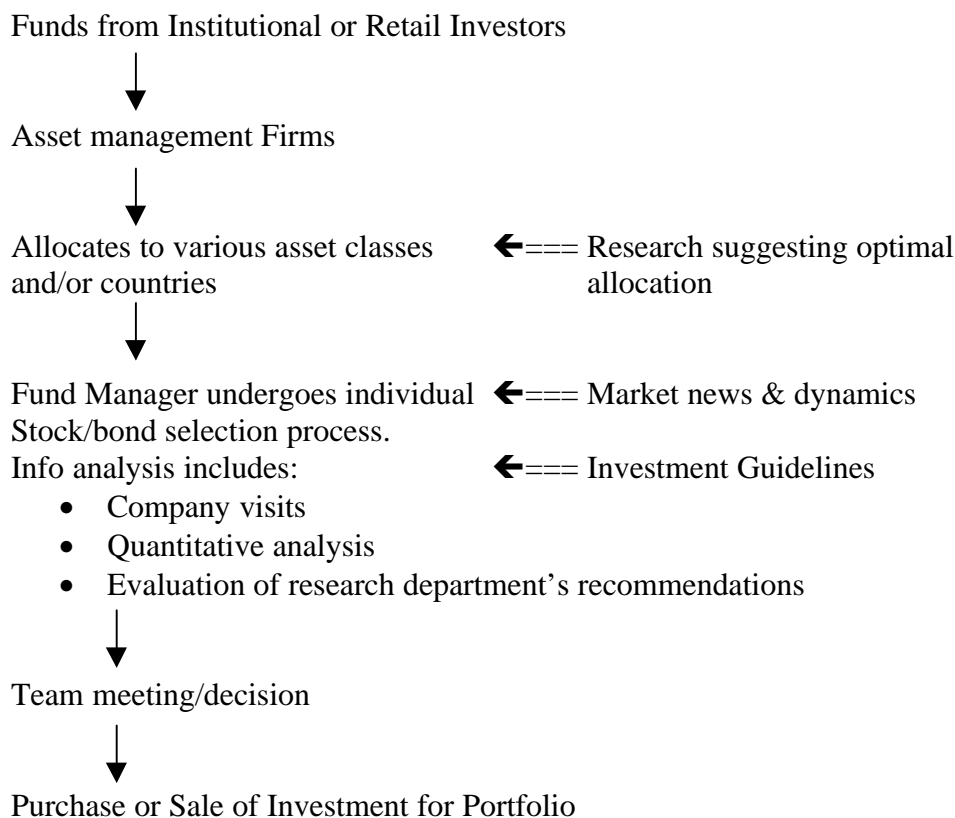 Funds from Institutional or Retail Investors
Asset management Firms
Allocates to various asset classes 🡸=== Research suggesting optimal
and/or countries allocation
Fund Manager undergoes individual 🡸=== Market news & dynamics
Stock/bond selection process.
Info analysis includes: 🡸=== Investment Guidelines
• Company visits
• Quantitative analysis
• Evaluation of research department’s recommendations
Team meeting/decision
Purchase or Sale of Investment for Portfolio